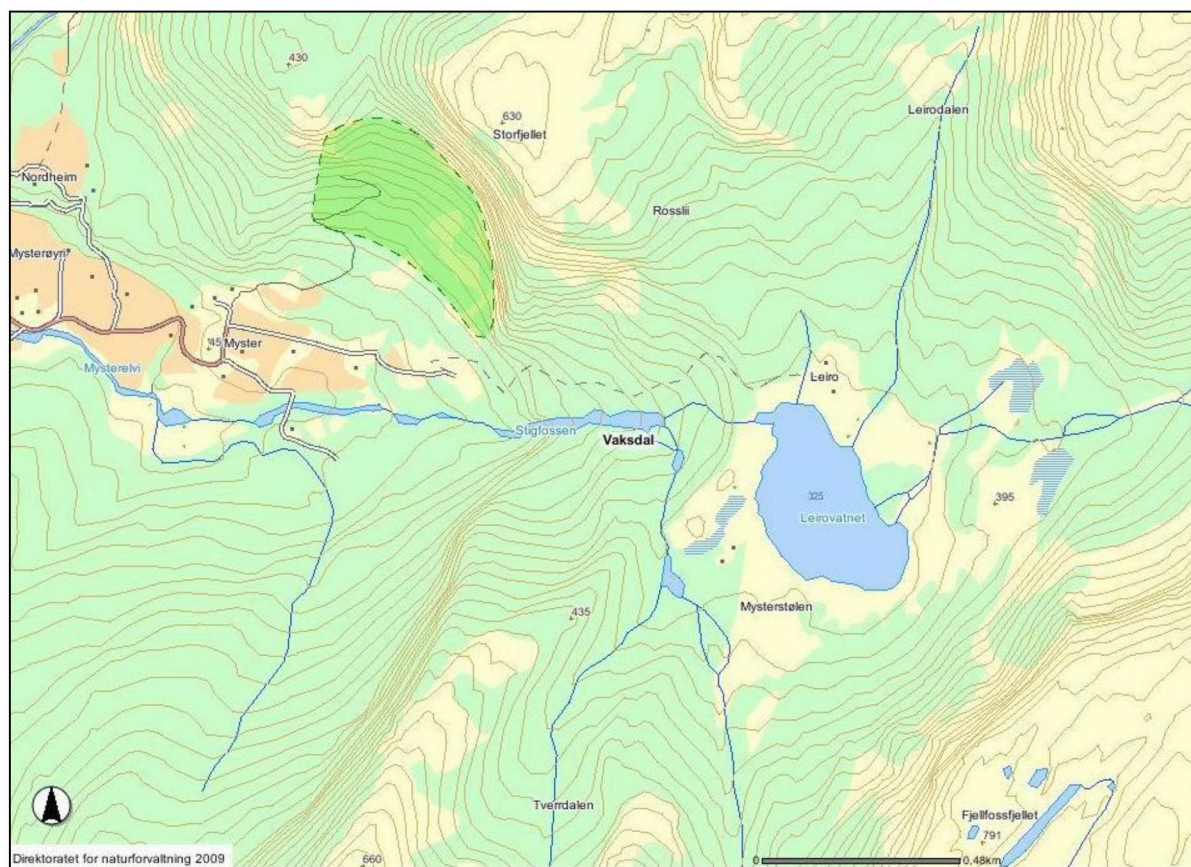 430
630
Storfjellet
Leirodalen
Nordheim
Rosslii
Mysterøyri
45
Myster
Mysterelvi
Leiro
Stigfossen
Vaksdal
325
Leirovatnet
395
435
Mysterstølen
Tverrdalen
Fjellfossfjellet
791
660
Direktoratet for naturforvaltning 2009
0
0,48km